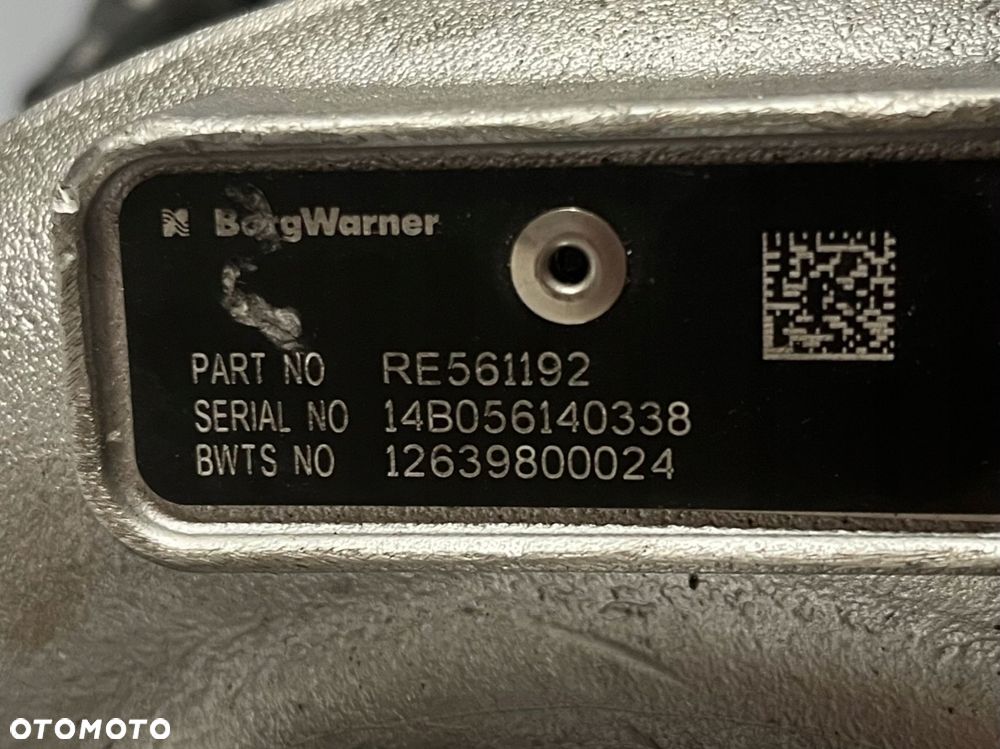 BorgWarner
PART NO RE561192
SERIAL NO 14B056140338
BWTS NO 12639800024
OTOMOTO